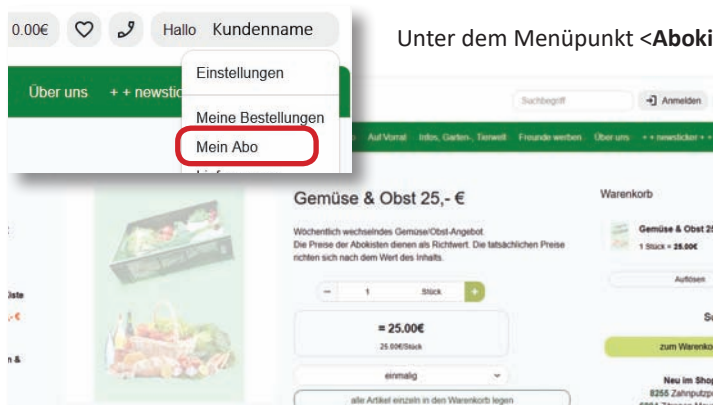 0.00€ Hallo Kundenname
Unter dem Menüpunkt <Aboki
Einstellungen
Über uns + + newstic
Meine Bestellungen
Mein Abo
Suchbegriff
Anmelden
Auf Vorrat Infos, Garten-, Tierwelt Freunde werben Über uns + + newsticker + +
Gemüse & Obst 25,- €
Wöchentlich wechselndes Gemüse/Obst-Angebot.
Die Preise der Abokisten dienen als Richtwert. Die tatsächlichen Preise
richten sich nach dem Wert des Inhalts.
- 1 Stück +
= 25.00€
25.00€/Stück
einmalig
alle Artikel einzeln in den Warenkorb legen
Warenkorb
Gemüse & Obst 25
1 Stück = 25.00€
Auflösen
zum Warenko
Neu im Shop
8255 Zahnputzp